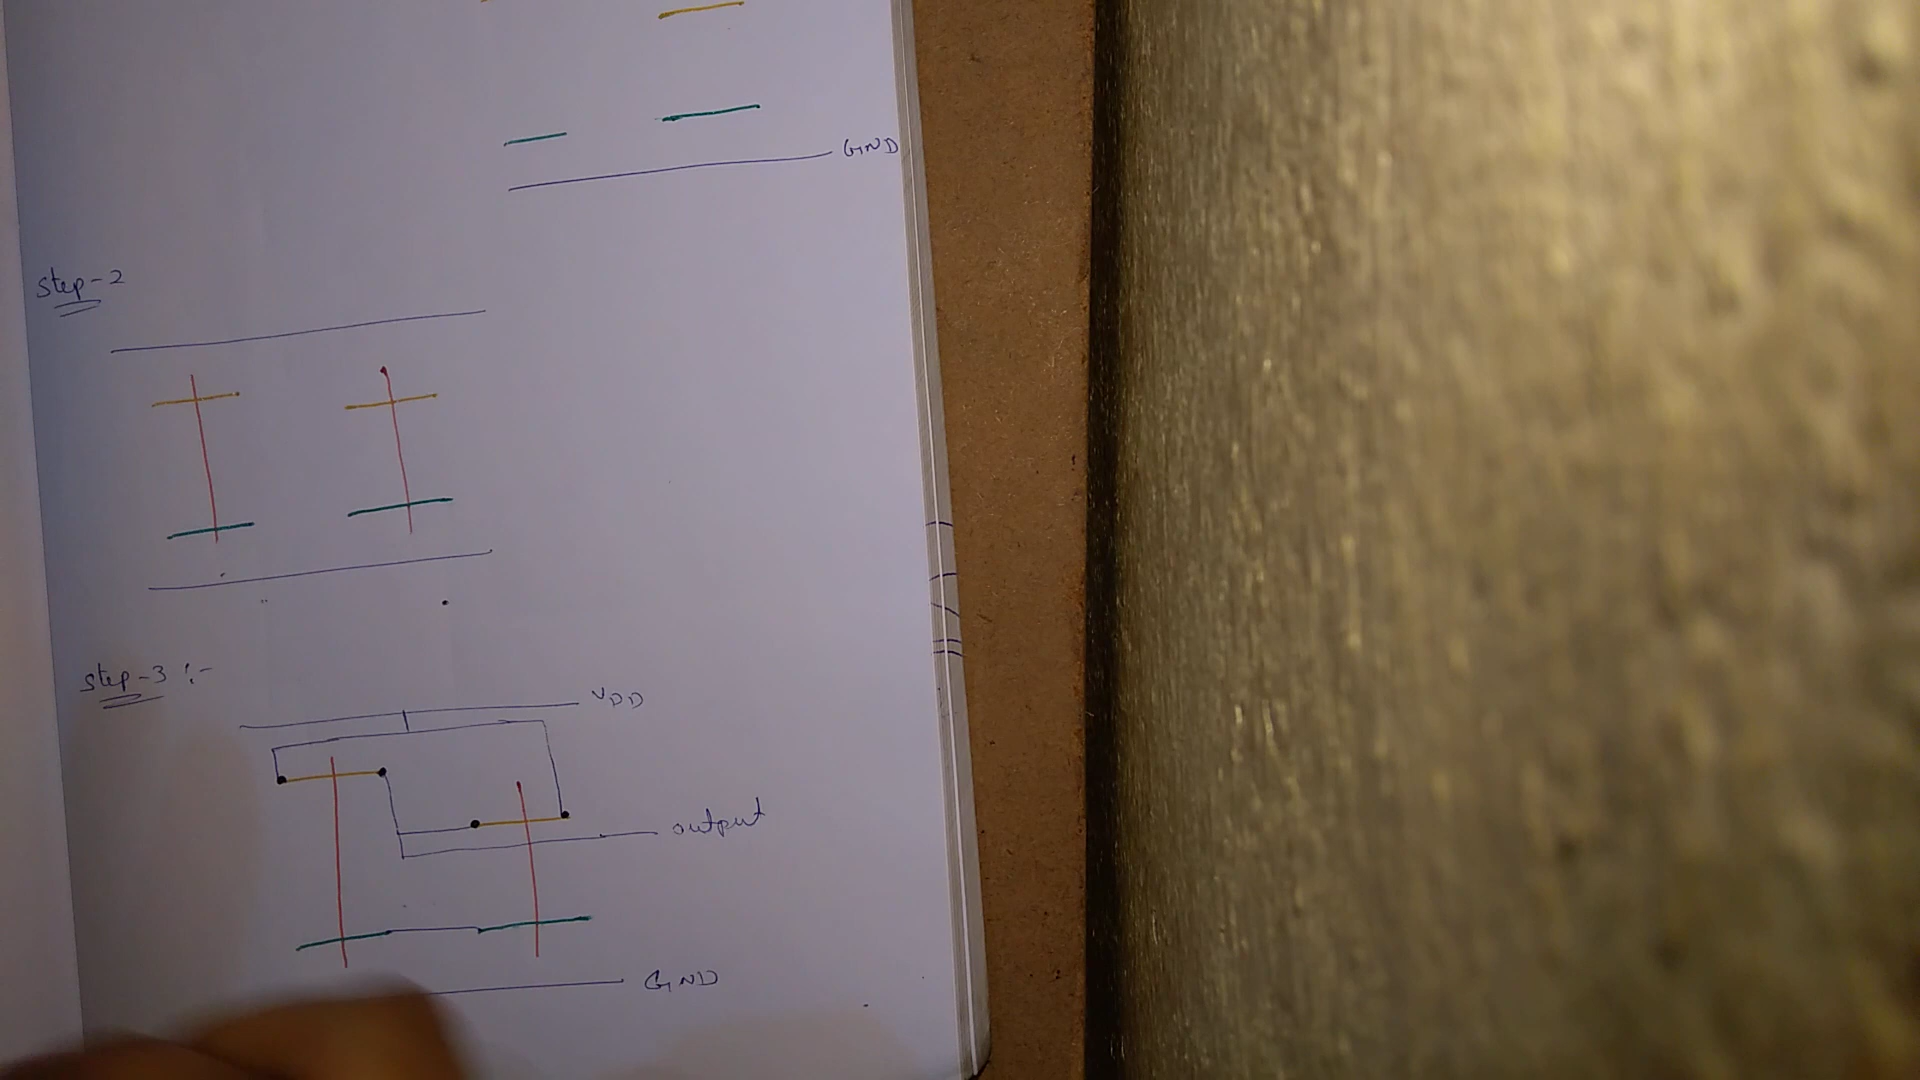 GND
Step-2
Step-3 :-
VDD
output
GND